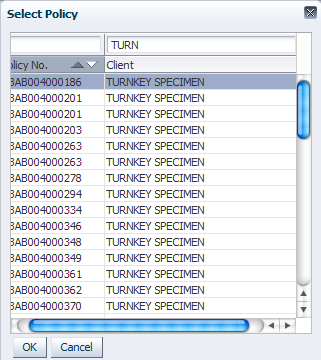 Select Policy
TURN
olicy No. Client
BAB004000186 TURNKEY SPECIMEN
BAB004000201 TURNKEY SPECIMEN
BAB004000201 TURNKEY SPECIMEN
BAB004000203 TURNKEY SPECIMEN
BAB004000263 TURNKEY SPECIMEN
BAB004000263 TURNKEY SPECIMEN
BAB004000278 TURNKEY SPECIMEN
BAB004000294 TURNKEY SPECIMEN
BAB004000334 TURNKEY SPECIMEN
BAB004000346 TURNKEY SPECIMEN
BAB004000348 TURNKEY SPECIMEN
BAB004000349 TURNKEY SPECIMEN
BAB004000361 TURNKEY SPECIMEN
BAB004000362 TURNKEY SPECIMEN
BAB004000370 TURNKEY SPECIMEN
OK Cancel